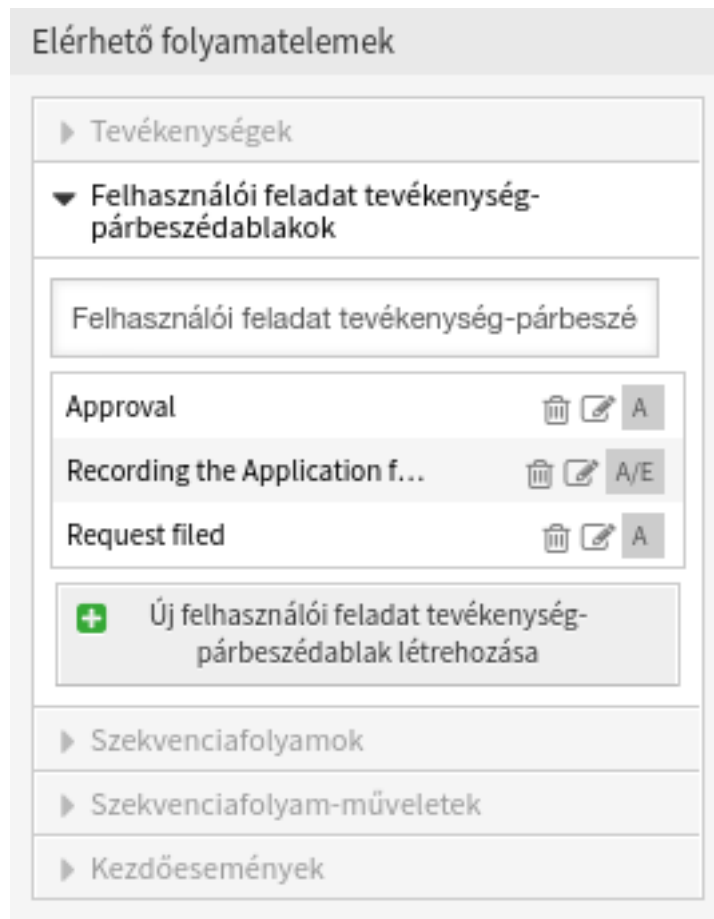 Elérhető folyamatelemek
Tevékenységek
Felhasználói feladat tevékenység-
párbeszédablakok
Felhasználói feladat tevékenység-párbeszé
Approval A
Recording the Application f... A/E
Request filed A
Új felhasználói feladat tevékenység-
párbeszédablak létrehozása
Szekvenciafolyamok
Szekvenciafolyam-műveletek
Kezdőesemények